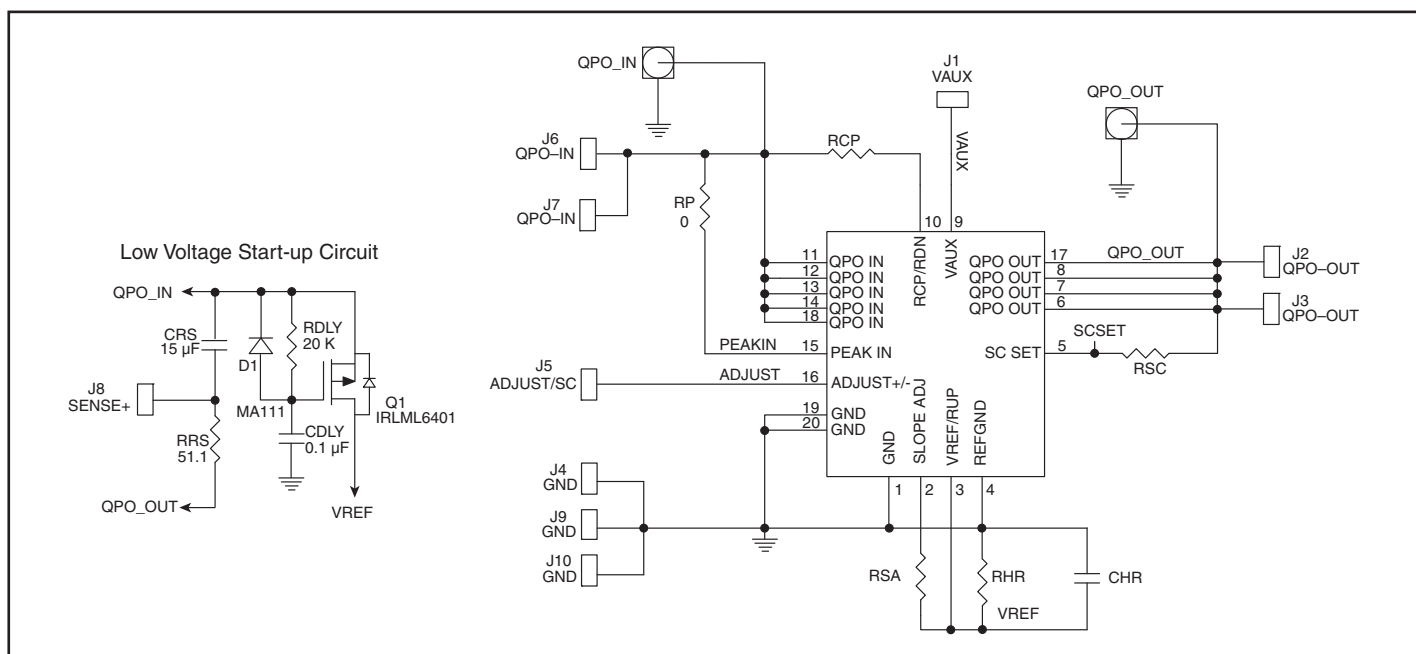 QPO_IN
J1
VAUX
QPO_OUT
J6
QPO–IN
RCP
VAUX
J7
QPO–IN
RP
0
10
9
Low Voltage Start-up Circuit
QPO_IN
CRS
15 µF
D1
RDLY
20 K
J8
SENSE+
MA111
Q1
IRLML6401
RRS
51.1
CDLY
0.1 µF
QPO_OUT
VREF
11
QPO IN
12
QPO IN
13
QPO IN
14
QPO IN
18
QPO IN
RCP/RDN
VAUX
QPO OUT
17
QPO_OUT
QPO OUT
8
QPO OUT
7
QPO OUT
6
J2
QPO–OUT
J3
QPO–OUT
PEAKIN
15
PEAK IN
SC SET
5
SCSET
RSC
J5
ADJUST/SC
ADJUST
16
ADJUST+/-
19
GND
20
GND
GND
SLOPE ADJ
VREF/RUP
REFGND
1
2
3
4
J4
GND
J9
GND
J10
GND
RSA
RHR
CHR
VREF